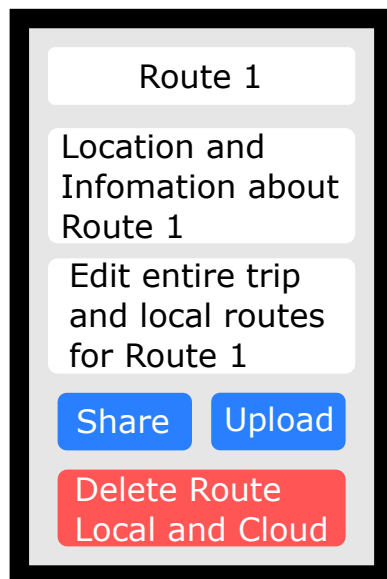 Route 1
Location and
Infomation about
Route 1
Edit entire trip
and local routes
for Route 1
Share
Upload
Delete Route
Local and Cloud